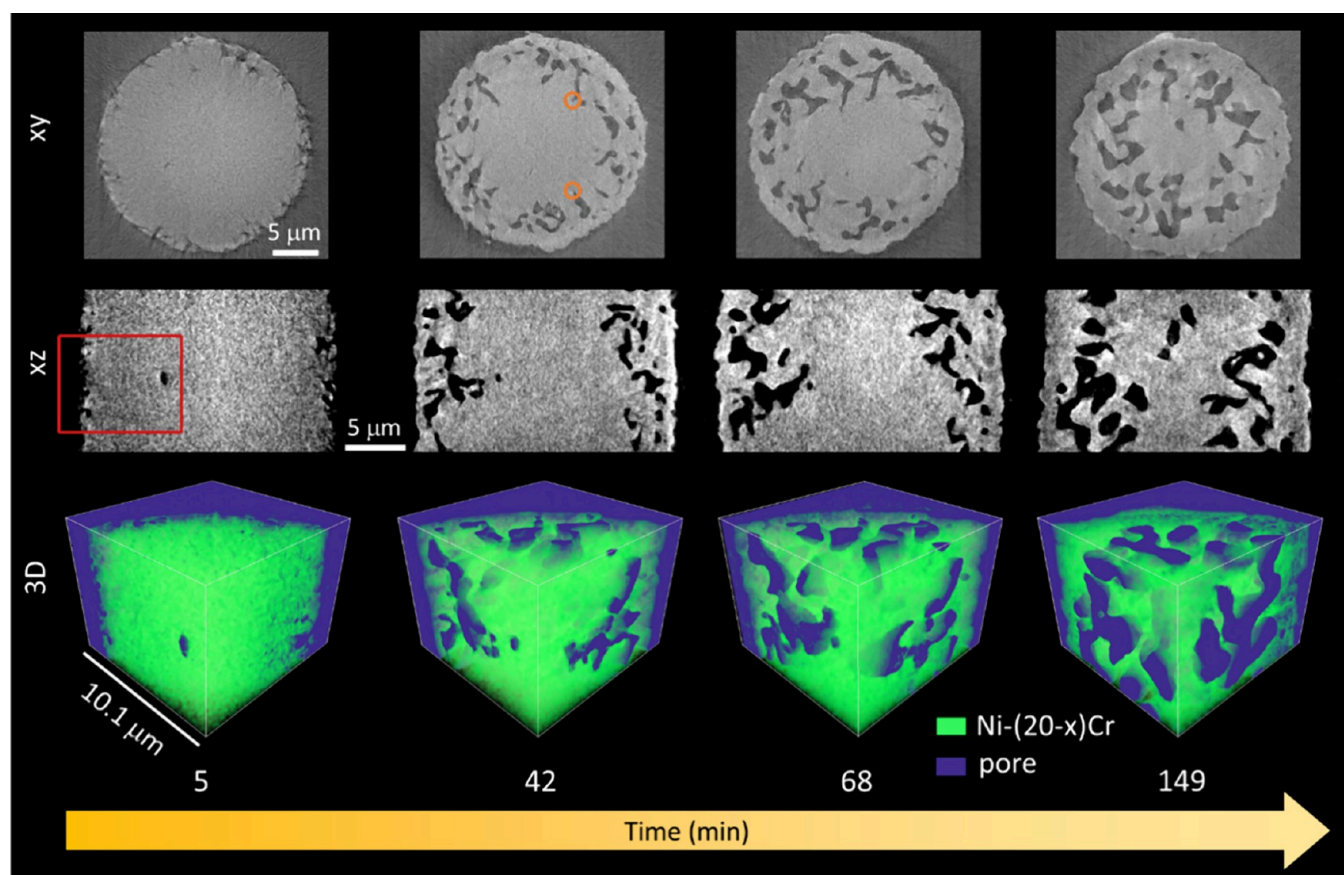 xy
5 μm
xz
5 μm
3D
10.1 μm
Ni-(20-x)Cr
pore
5
42
68
149
Time (min)